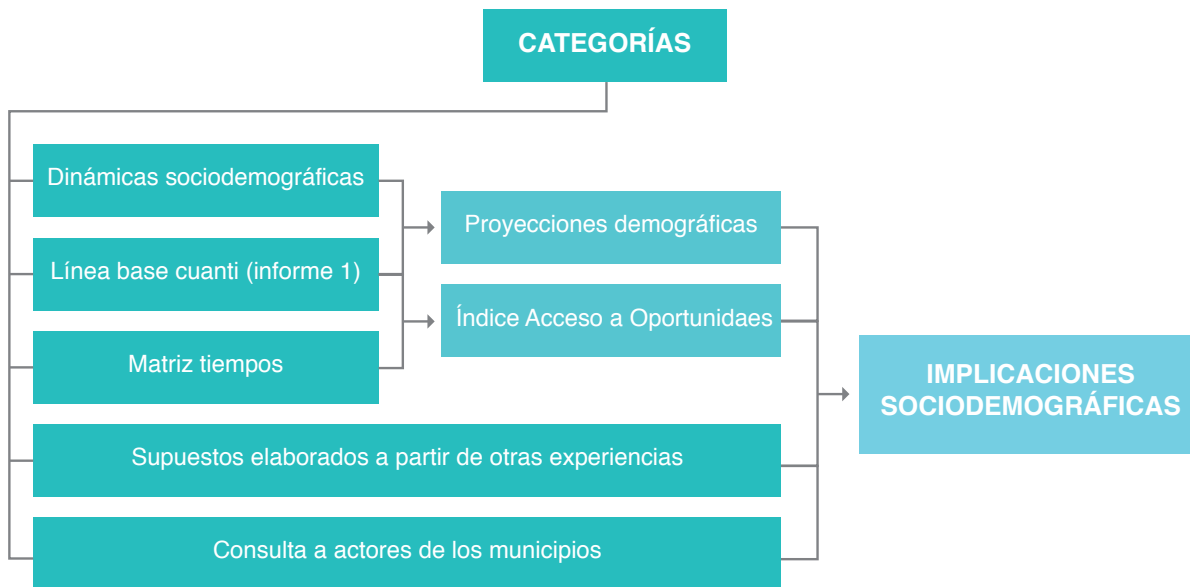 CATEGORÍAS
Dinámicas sociodemográficas
Línea base cuanti (informe 1)
Matriz tiempos
Proyecciones demográficas
Índice Acceso a Oportunidaes
Supuestos elaborados a partir de otras experiencias
Consulta a actores de los municipios
IMPLICACIONES
SOCIODEMOGRÁFICAS